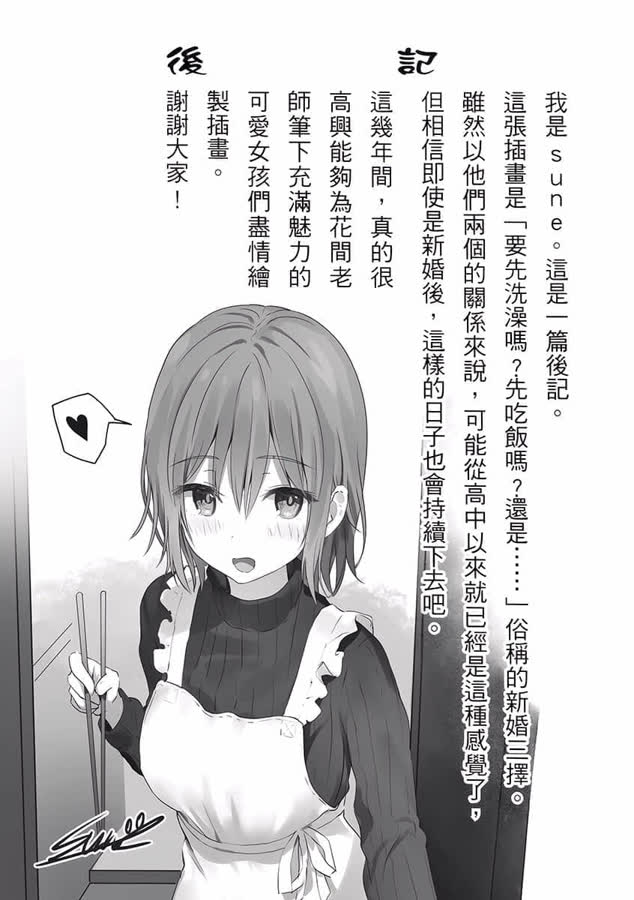 後記
我是sune。這是一篇後記。
這張插畫是「要先洗澡嗎？先吃飯嗎？還是……」俗稱的新婚三擇。
雖然以他們兩個的關係來說，可能從高中以來就已經是這種感覺了，
但相信即使是新婚後，這樣的日子也會持續下去吧。
這幾年間，真的很
高興能夠為花間老
師筆下充滿魅力的
可愛女孩們盡情繪
製插畫。
謝謝大家！
Sune